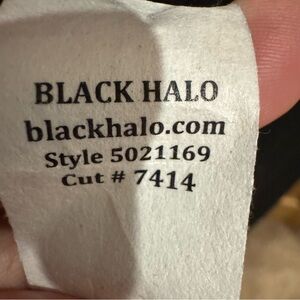 BLACK HALO
blackhalo.com
Style 5021169
Cut # 7414